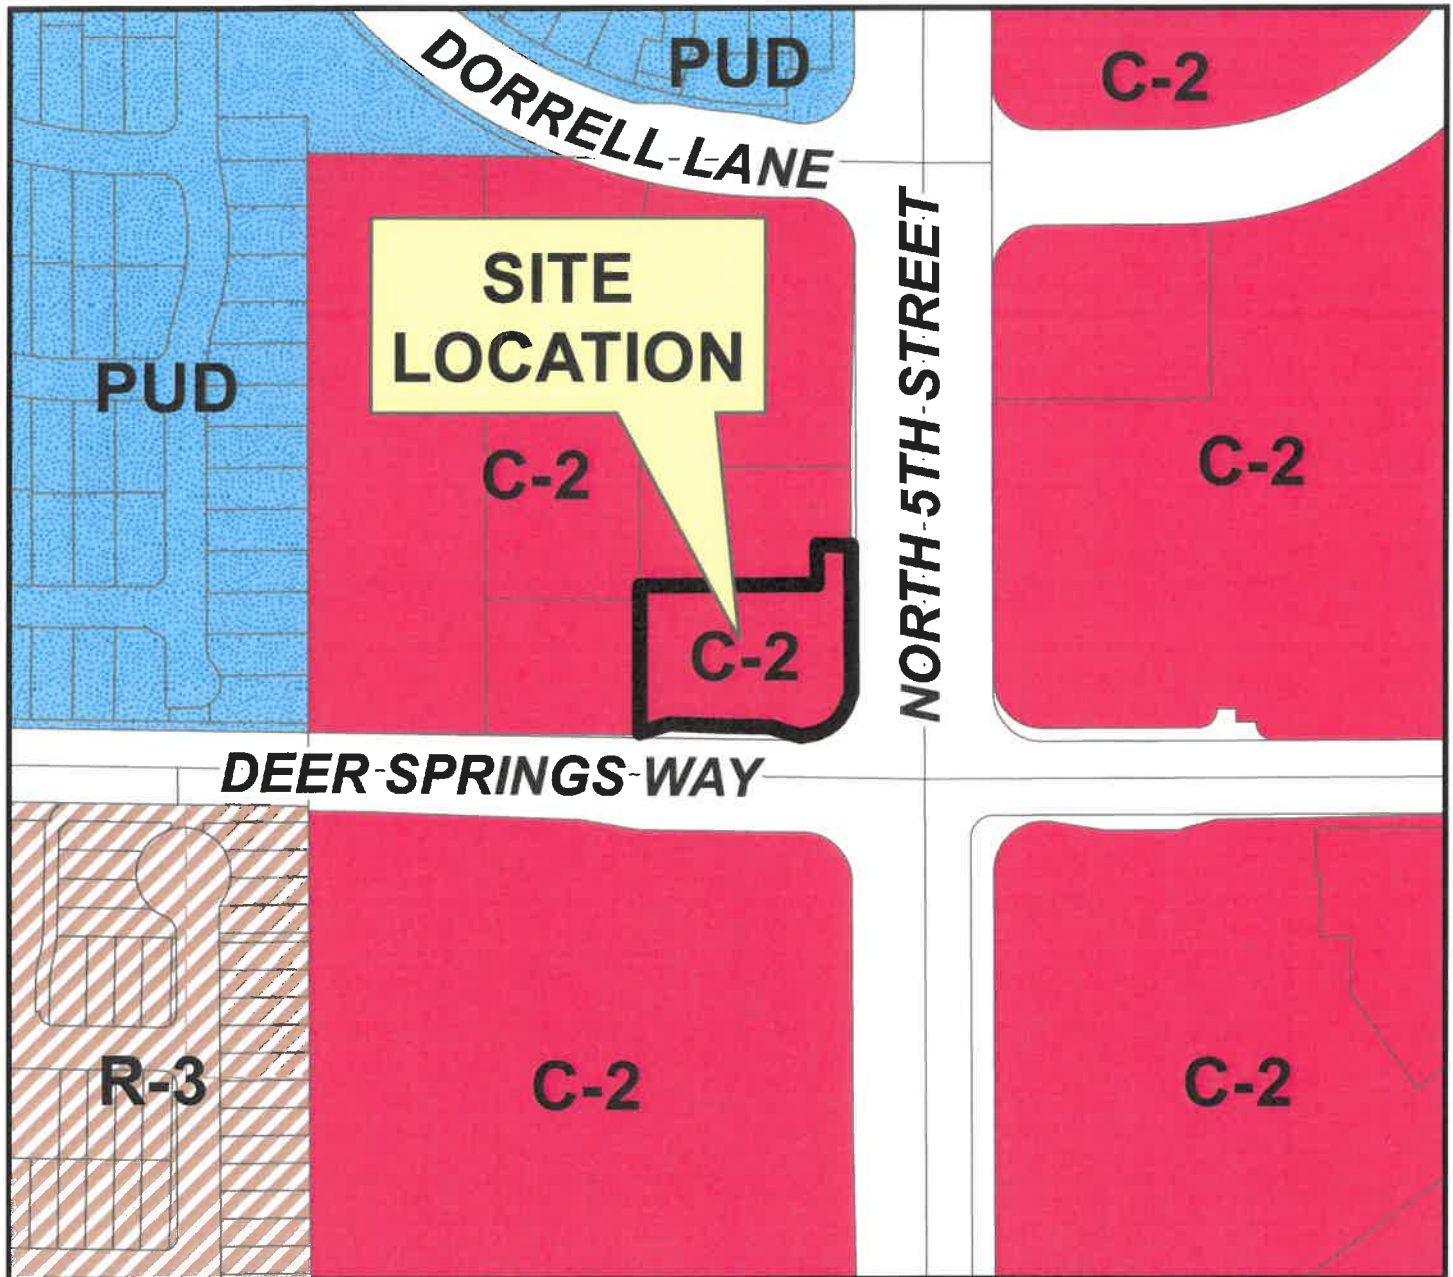 PUD
C-2
DORRELL LANE
SITE
LOCATION
NORTH 5TH STREET
PUD
C-2
C-2
C-2
DEER SPRINGS WAY
R-3
C-2
C-2